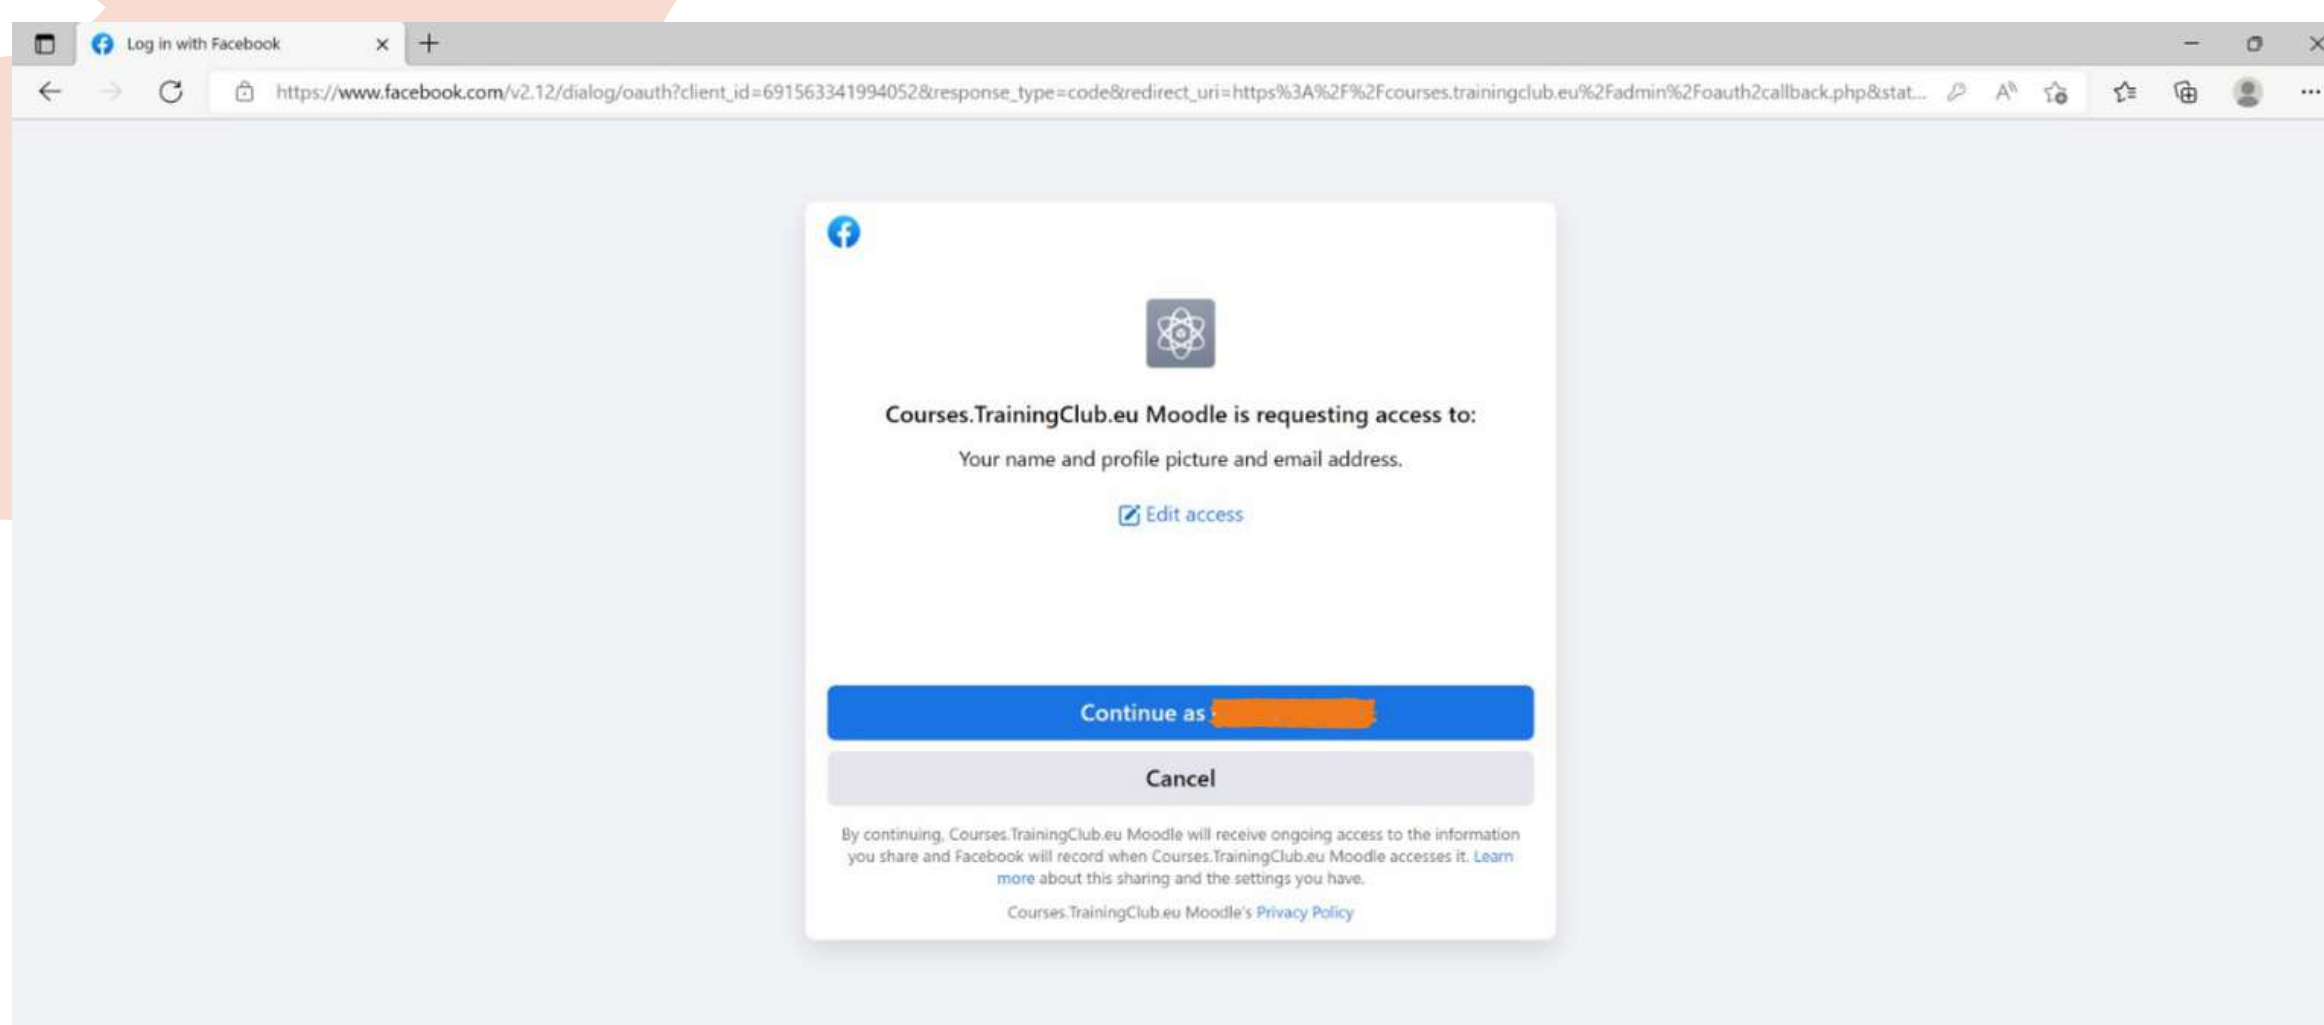 Log in with Facebook
https://www.facebook.com/v2.12/dialog/oauth?client_id=691563341994052&response_type=code&redirect_uri=https%3A%2F%2Fcourses.trainingclub.eu%2Fadmin%2Foauth2callback.php&stat...
Courses.TrainingClub.eu Moodle is requesting access to:
Your name and profile picture and email address.
Edit access
Continue as
Cancel
By continuing, Courses.TrainingClub.eu Moodle will receive ongoing access to the information
you share and Facebook will record when Courses.TrainingClub.eu Moodle accesses it. Learn
more about this sharing and the settings you have.
Courses.TrainingClub.eu Moodle's Privacy Policy